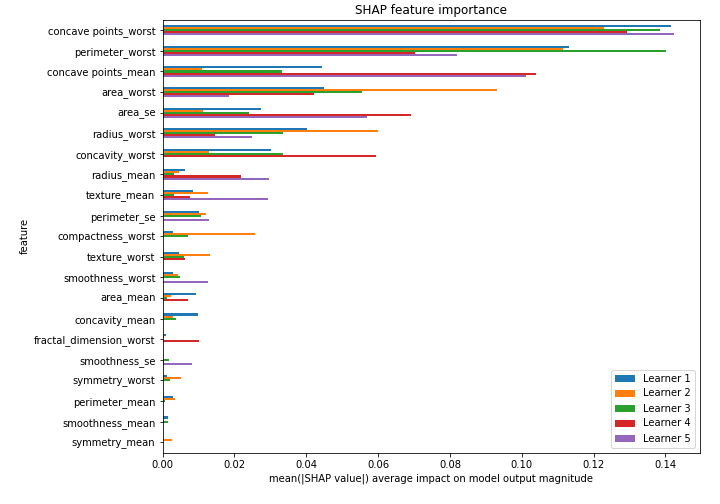 SHAP feature importance
concave points_worst
perimeter_worst
concave points_mean
area_worst
area_se
radius_worst
concavity_worst
radius_mean
texture_mean
perimeter_se
compactness_worst
texture_worst
smoothness_worst
area_mean
concavity_mean
fractal_dimension_worst
smoothness_se
symmetry_worst
perimeter_mean
smoothness_mean
symmetry_mean
feature
Learner 1
Learner 2
Learner 3
Learner 4
Learner 5
0.00 0.02 0.04 0.06 0.08 0.10 0.12 0.14
mean(|SHAP value|) average impact on model output magnitude